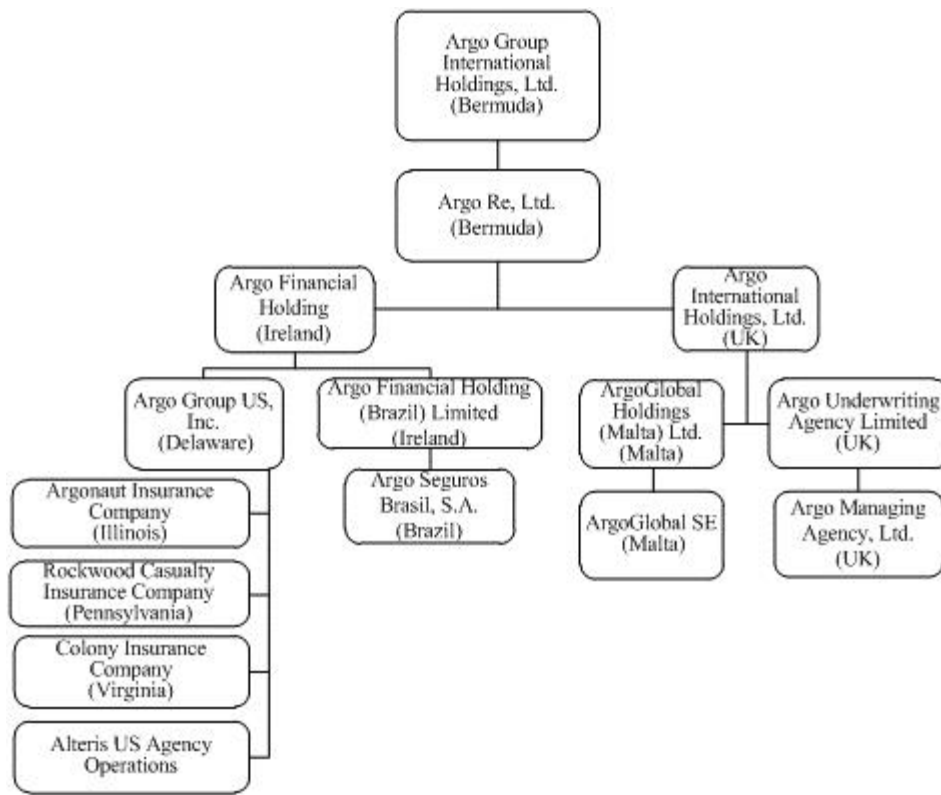 Argo Group
International
Holdings, Ltd.
(Bermuda)
Argo Re, Ltd.
(Bermuda)
Argo Financial
Holding
(Ireland)
Argo
International
Holdings, Ltd.
(UK)
Argo Group US,
Inc.
(Delaware)
Argo Financial Holding
(Brazil) Limited
(Ireland)
ArgoGlobal
Holdings
(Malta) Ltd.
(Malta)
Argo Underwriting
Agency Limited
(UK)
Argonaut Insurance
Company
(Illinois)
Argo Seguros
Brasil, S.A.
(Brazil)
ArgoGlobal SE
(Malta)
Argo Managing
Agency, Ltd.
(UK)
Rockwood Casualty
Insurance Company
(Pennsylvania)
Colony Insurance
Company
(Virginia)
Alteris US Agency
Operations